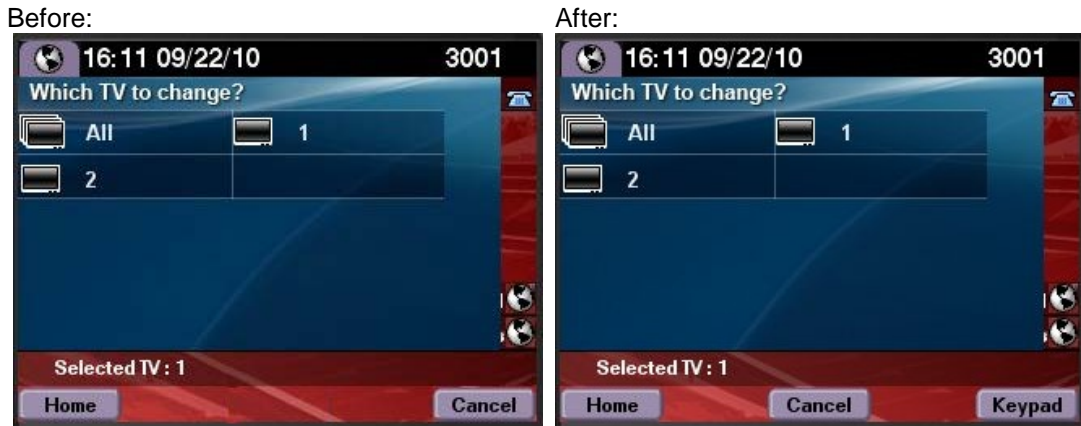 Before:
16:11 09/22/10 3001
Which TV to change?
All 1
2
Selected TV : 1
Home Cancel
After:
16:11 09/22/10 3001
Which TV to change?
All 1
2
Selected TV : 1
Home Cancel Keypad